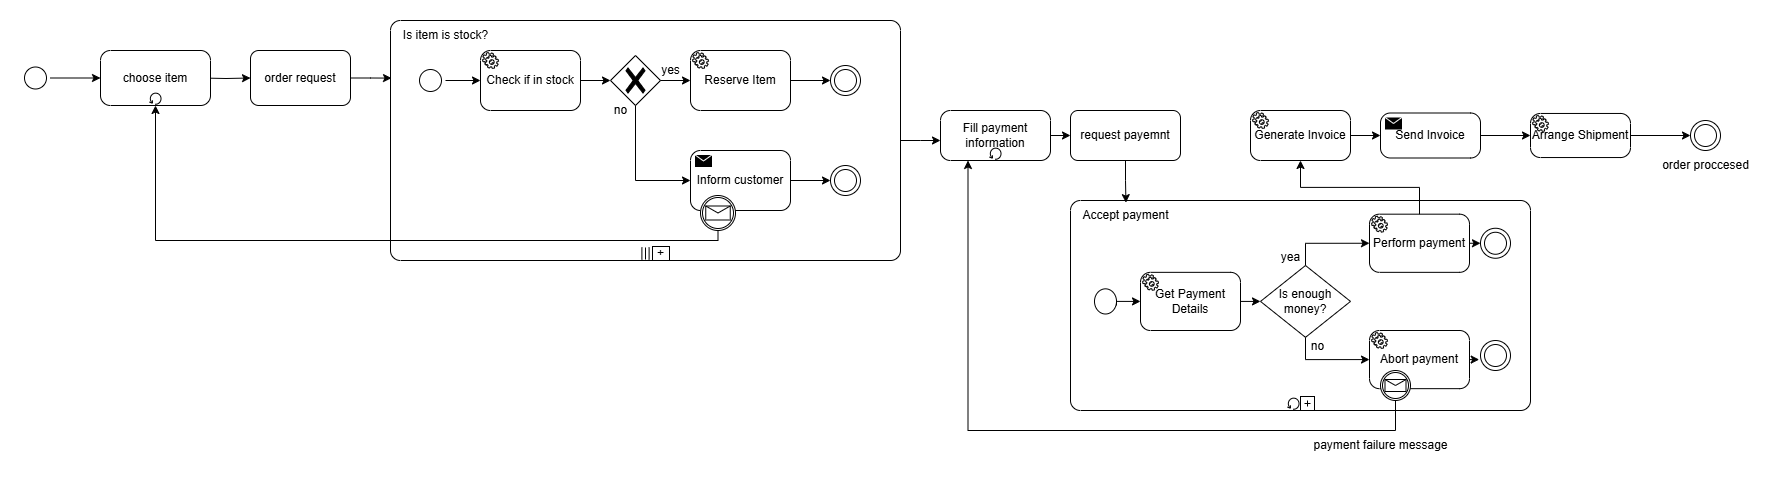 Is item is stock?
choose item
order request
Check if in stock
yes
Reserve Item
no
Inform customer
+
Fill payment
information
request payemnt
Generate Invoice
Send Invoice
Arrange Shipment
order proccesed
Accept payment
Perform payment
yea
Get Payment
Details
Is enough
money?
no
Abort payment
+
payment failure message